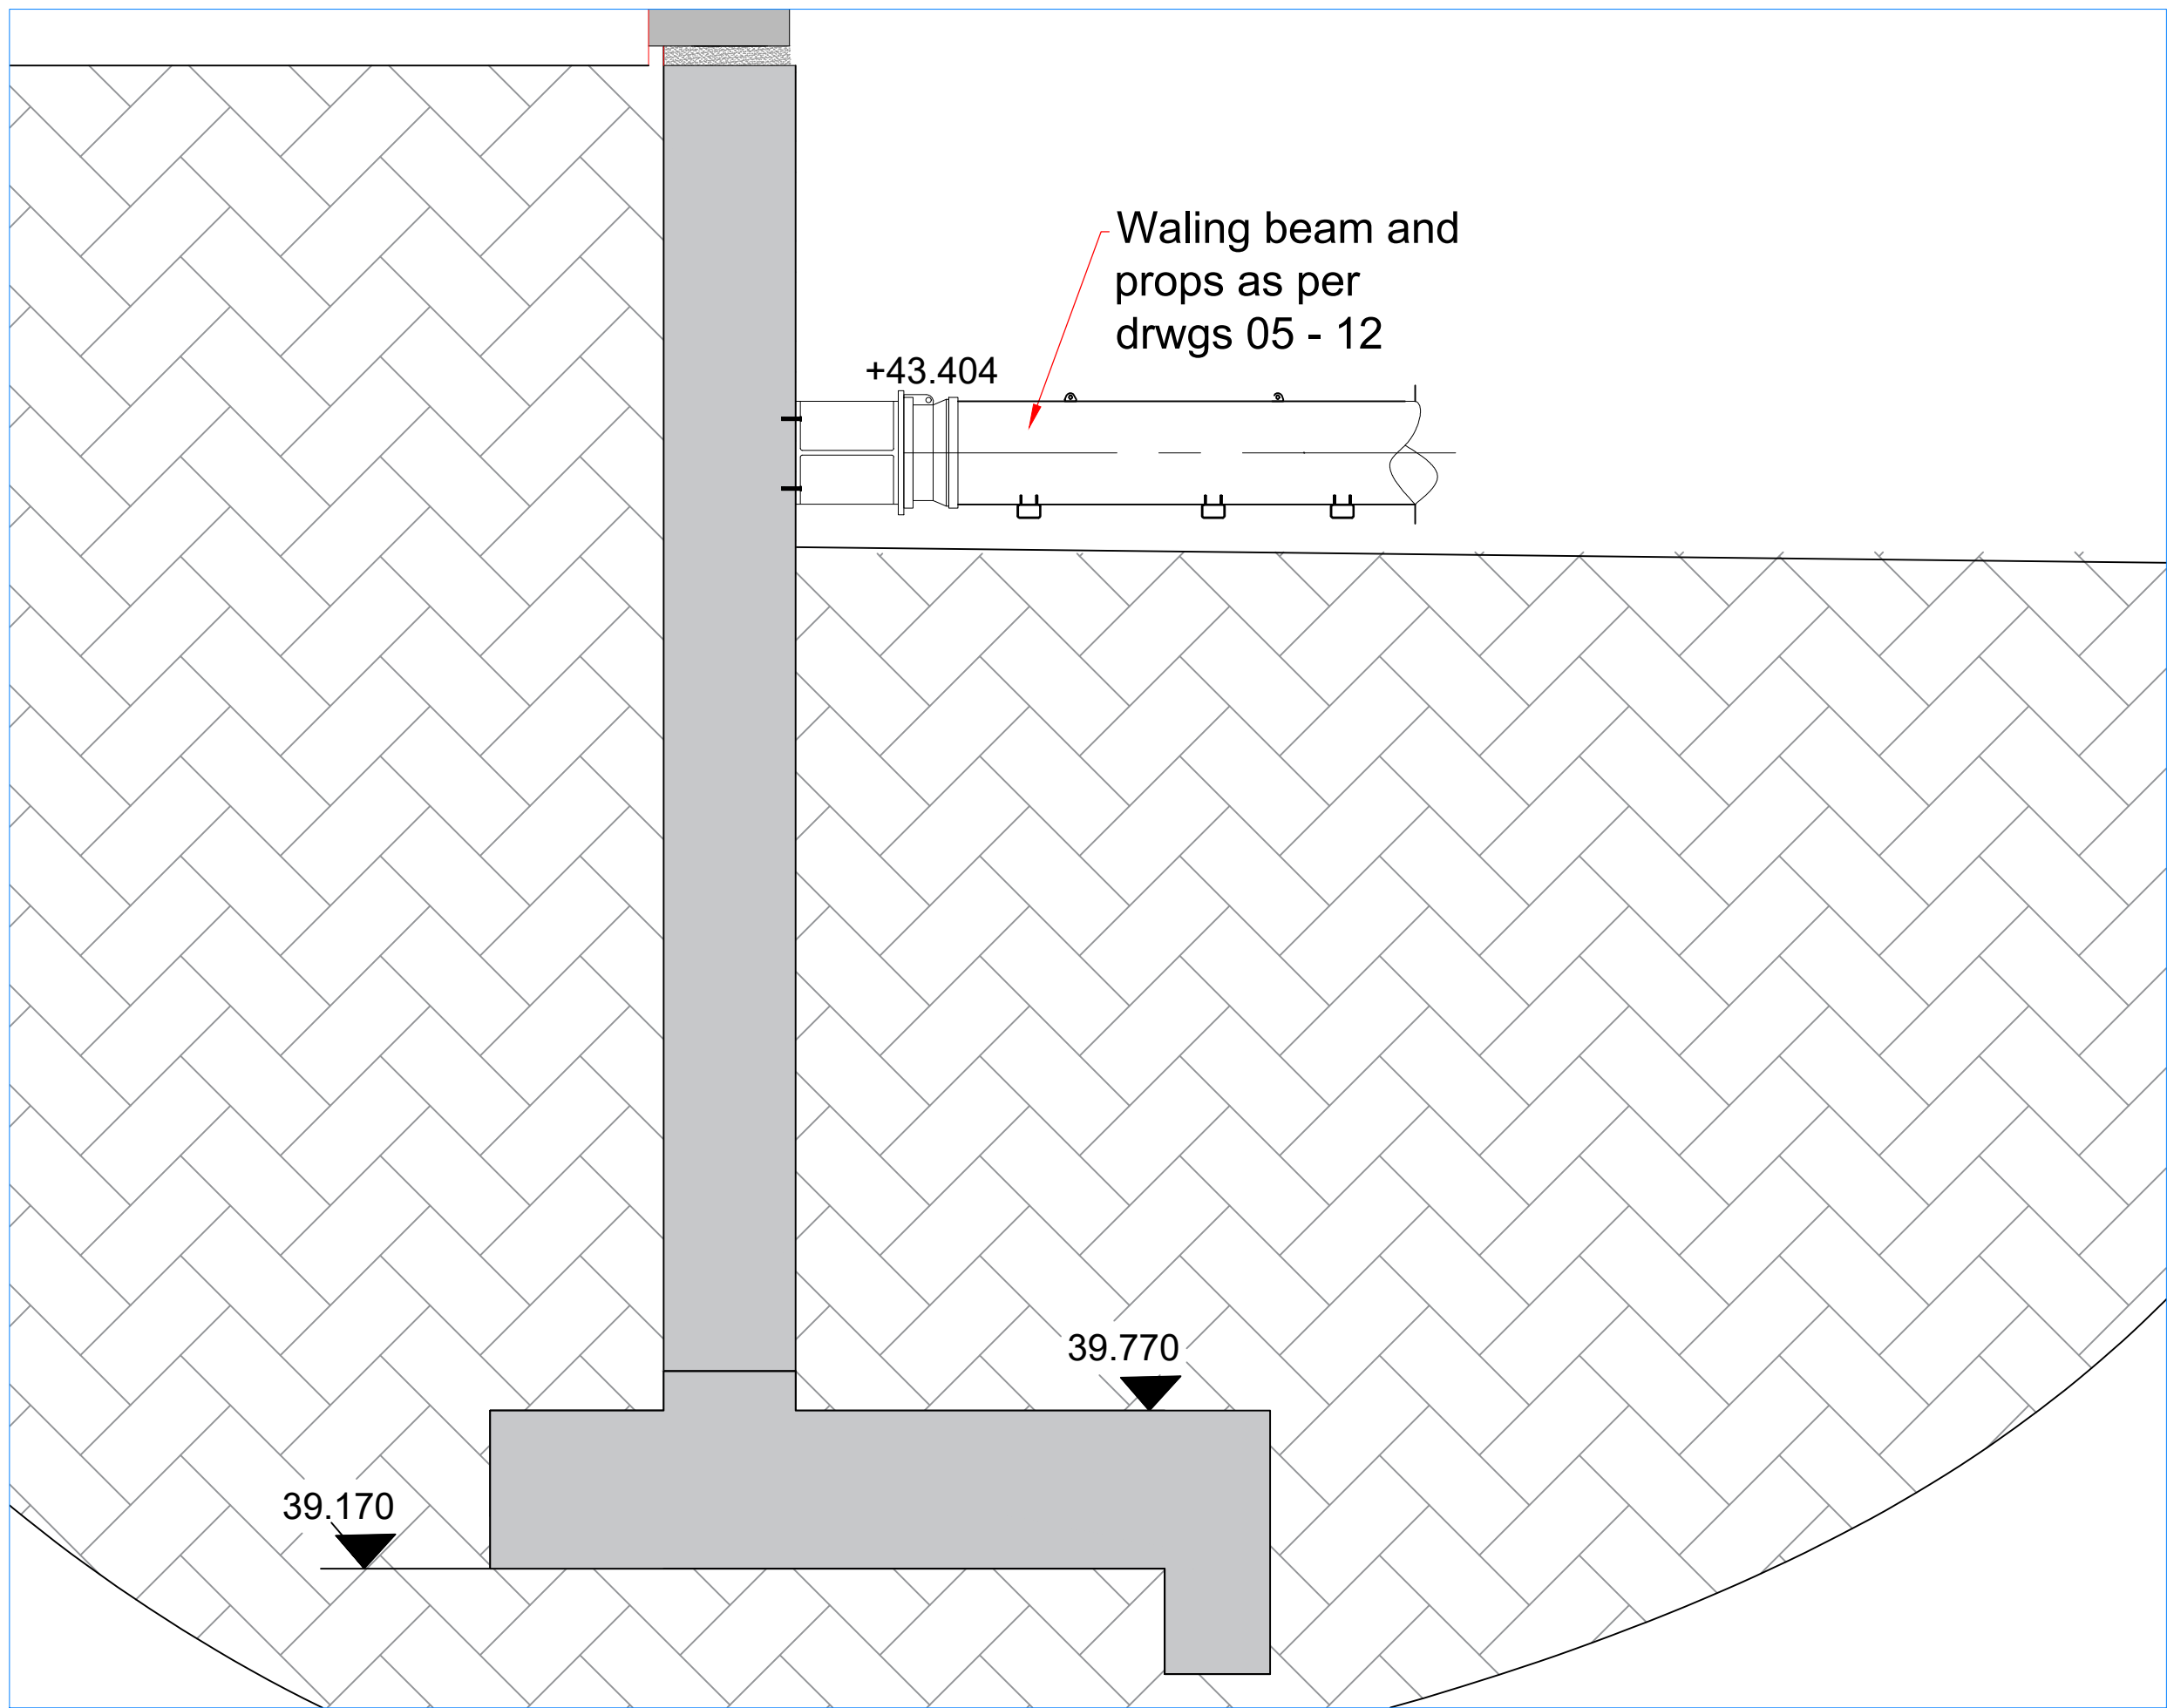 Waling beam and
props as per
drwgs 05 - 12
+43.404
39.770
39.170